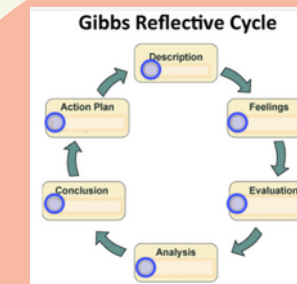 Gibbs Reflective Cycle
Description
Feelings
Evaluation
Analysis
Conclusion
Action Plan